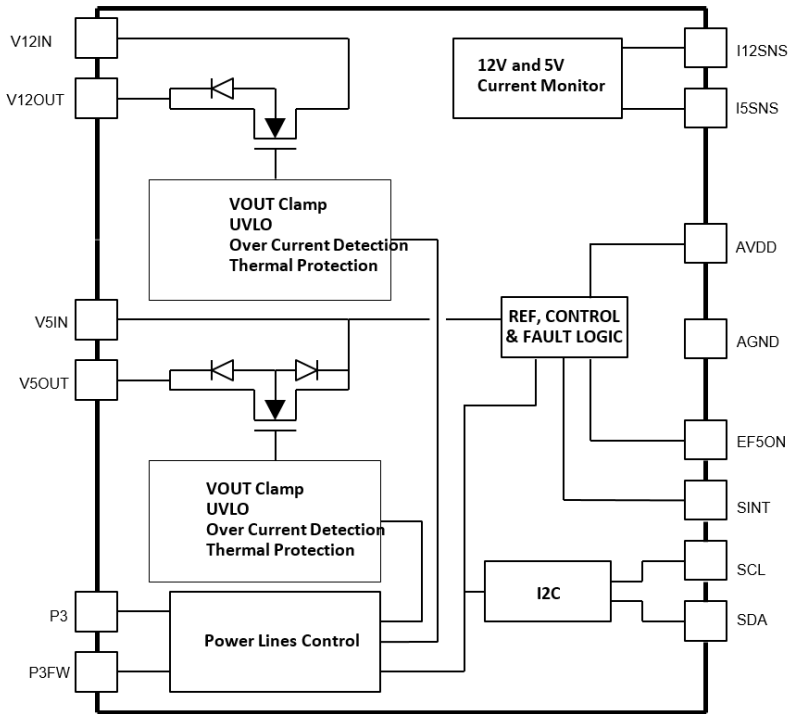 V12IN
V12OUT
12V and 5V
Current Monitor
I12SNS
I5SNS
VOUT Clamp
UVLO
Over Current Detection
Thermal Protection
AVDD
V5IN
V5OUT
REF, CONTROL
& FAULT LOGIC
AGND
EF5ON
VOUT Clamp
UVLO
Over Current Detection
Thermal Protection
SINT
SCL
I2C
SDA
P3
Power Lines Control
P3FW